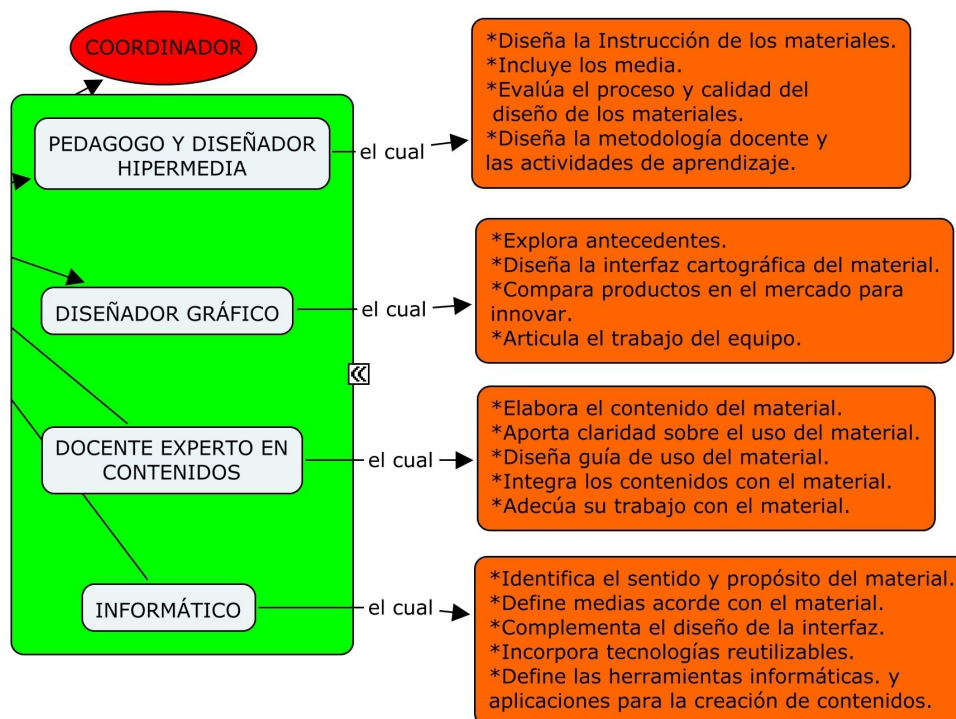 COORDINADOR
PEDAGOGO Y DISEÑADOR
HIPERMEDIA
el cual
*Diseña la Instrucción de los materiales.
*Incluye los media.
*Evalúa el proceso y calidad del
diseño de los materiales.
*Diseña la metodología docente y
las actividades de aprendizaje.
DISEÑADOR GRÁFICO
el cual
*Explora antecedentes.
*Diseña la interfaz cartográfica del material.
*Compara productos en el mercado para
innovar.
*Articula el trabajo del equipo.
DOCENTE EXPERTO EN
CONTENIDOS
el cual
*Elabora el contenido del material.
*Aporta claridad sobre el uso del material.
*Diseña guía de uso del material.
*Integra los contenidos con el material.
*Adecúa su trabajo con el material.
INFORMÁTICO
el cual
*Identifica el sentido y propósito del material.
*Define medias acorde con el material.
*Complementa el diseño de la interfaz.
*Incorpora tecnologías reutilizables.
*Define las herramientas informáticas. y
aplicaciones para la creación de contenidos.